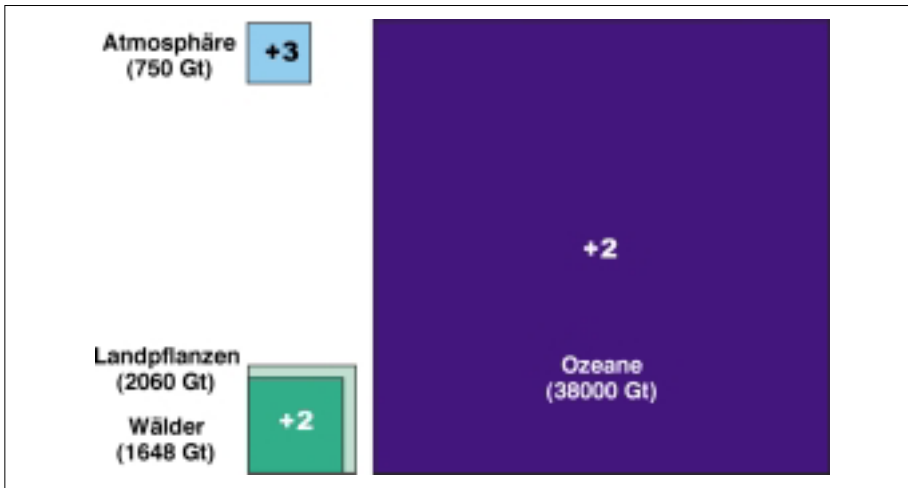 Atmosphäre
(750 Gt)
+3
+2
Landpflanzen
(2060 Gt)
Wälder
(1648 Gt)
+2
Ozeane
(38000 Gt)